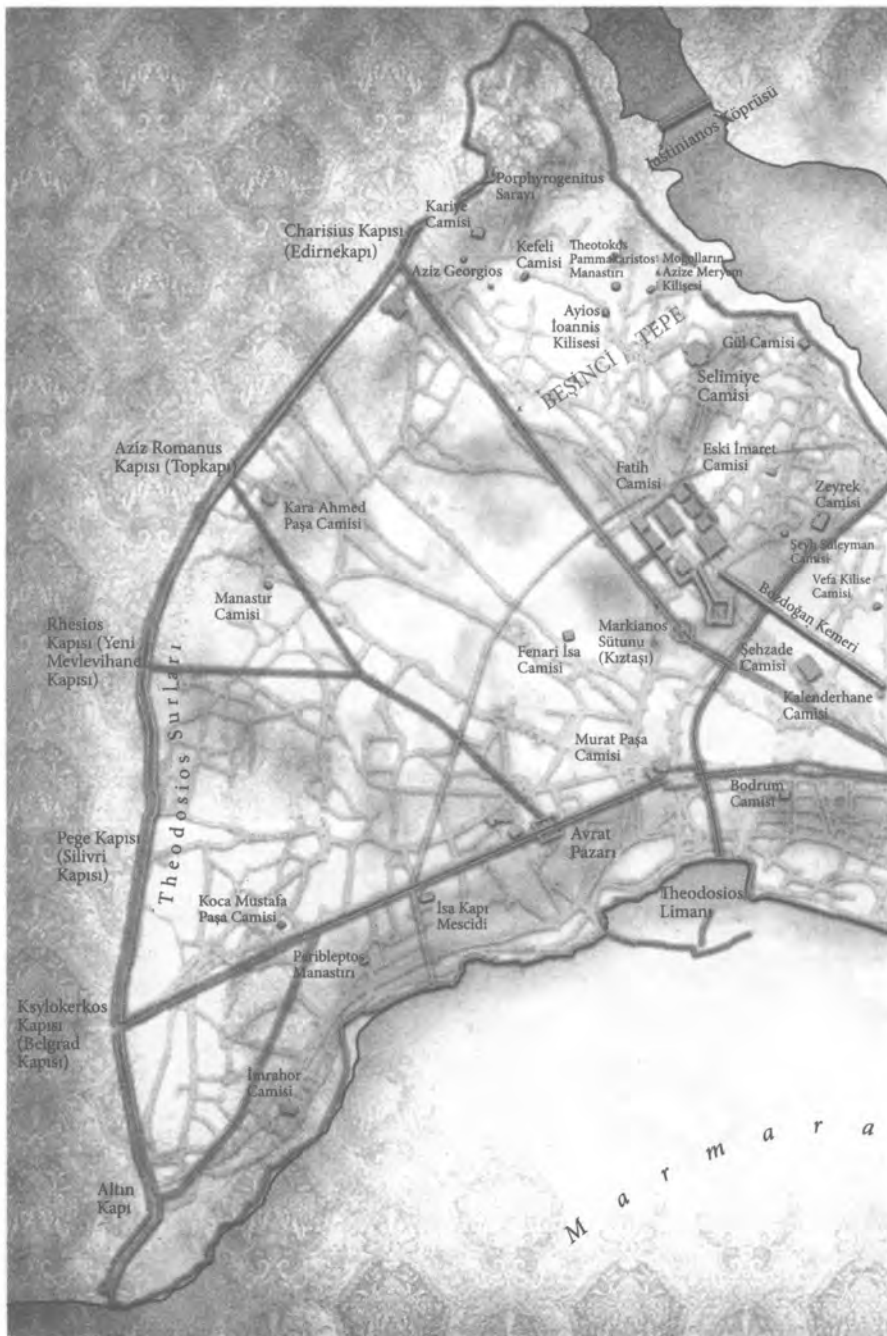 Justinianos Köprüsü
Porphyrogenitus
Sarayı
Kariye
Camisi
Charisius Kapısı
(Edirnekapı)
Aziz Georgios
Kefeli
Camisi
Theotokos
Pammakaristos
Manastırı
Moğolların
Azize Meryem
Kilisesi
Ayios
İoannis
Kilisesi
BEŞİNCİ TEPE
Gül Camisi
Selimiye
Camisi
Aziz Romanus
Kapısı (Topkapı)
Kara Ahmed
Paşa Camisi
Fatih
Camisi
Eski İmaret
Camisi
Zeyrek
Camisi
Şeyh Süleyman
Camisi
Vefa Kilise
Camisi
Bozdoğan Kemeri
Manastır
Camisi
Rhesios
Kapısı (Yeni
Mevlevihane
Kapısı)
Theodosios Surları
Fenari İsa
Camisi
Markianos
Sütunu
(Kıztaşı)
Şehzade
Camisi
Kalenderhane
Camisi
Murat Paşa
Camisi
Bodrum
Camisi
Avrat
Pazarı
Pege Kapısı
(Silivri
Kapısı)
Koca Mustafa
Paşa Camisi
İsa Kapı
Mescidi
Theodosios
Limanı
Peribleptos
Manastırı
Ksylokerkos
Kapısı
(Belgrad
Kapısı)
İmrahor
Camisi
Altın
Kapı
Marmara